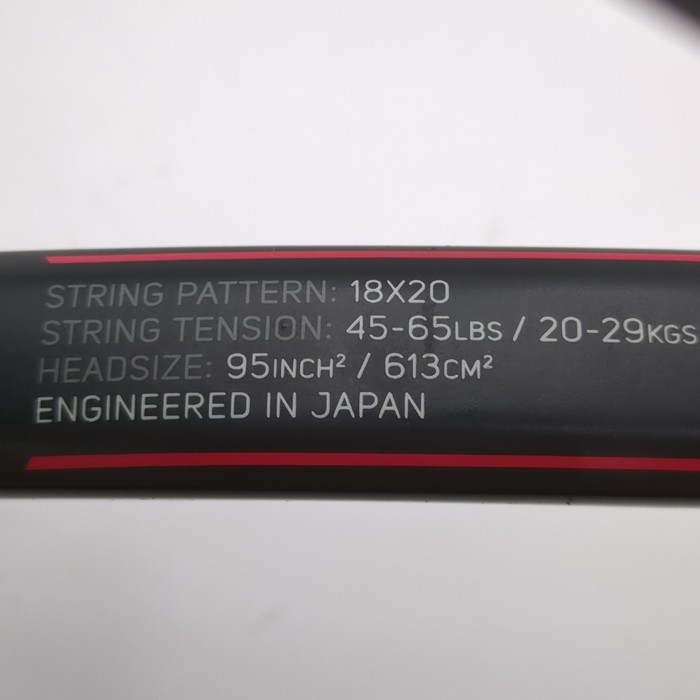 STRING PATTERN: 18X20
STRING TENSION: 45-65LBS / 20-29KGS
HEADSIZE: 95INCH² / 613CM²
ENGINEERED IN JAPAN